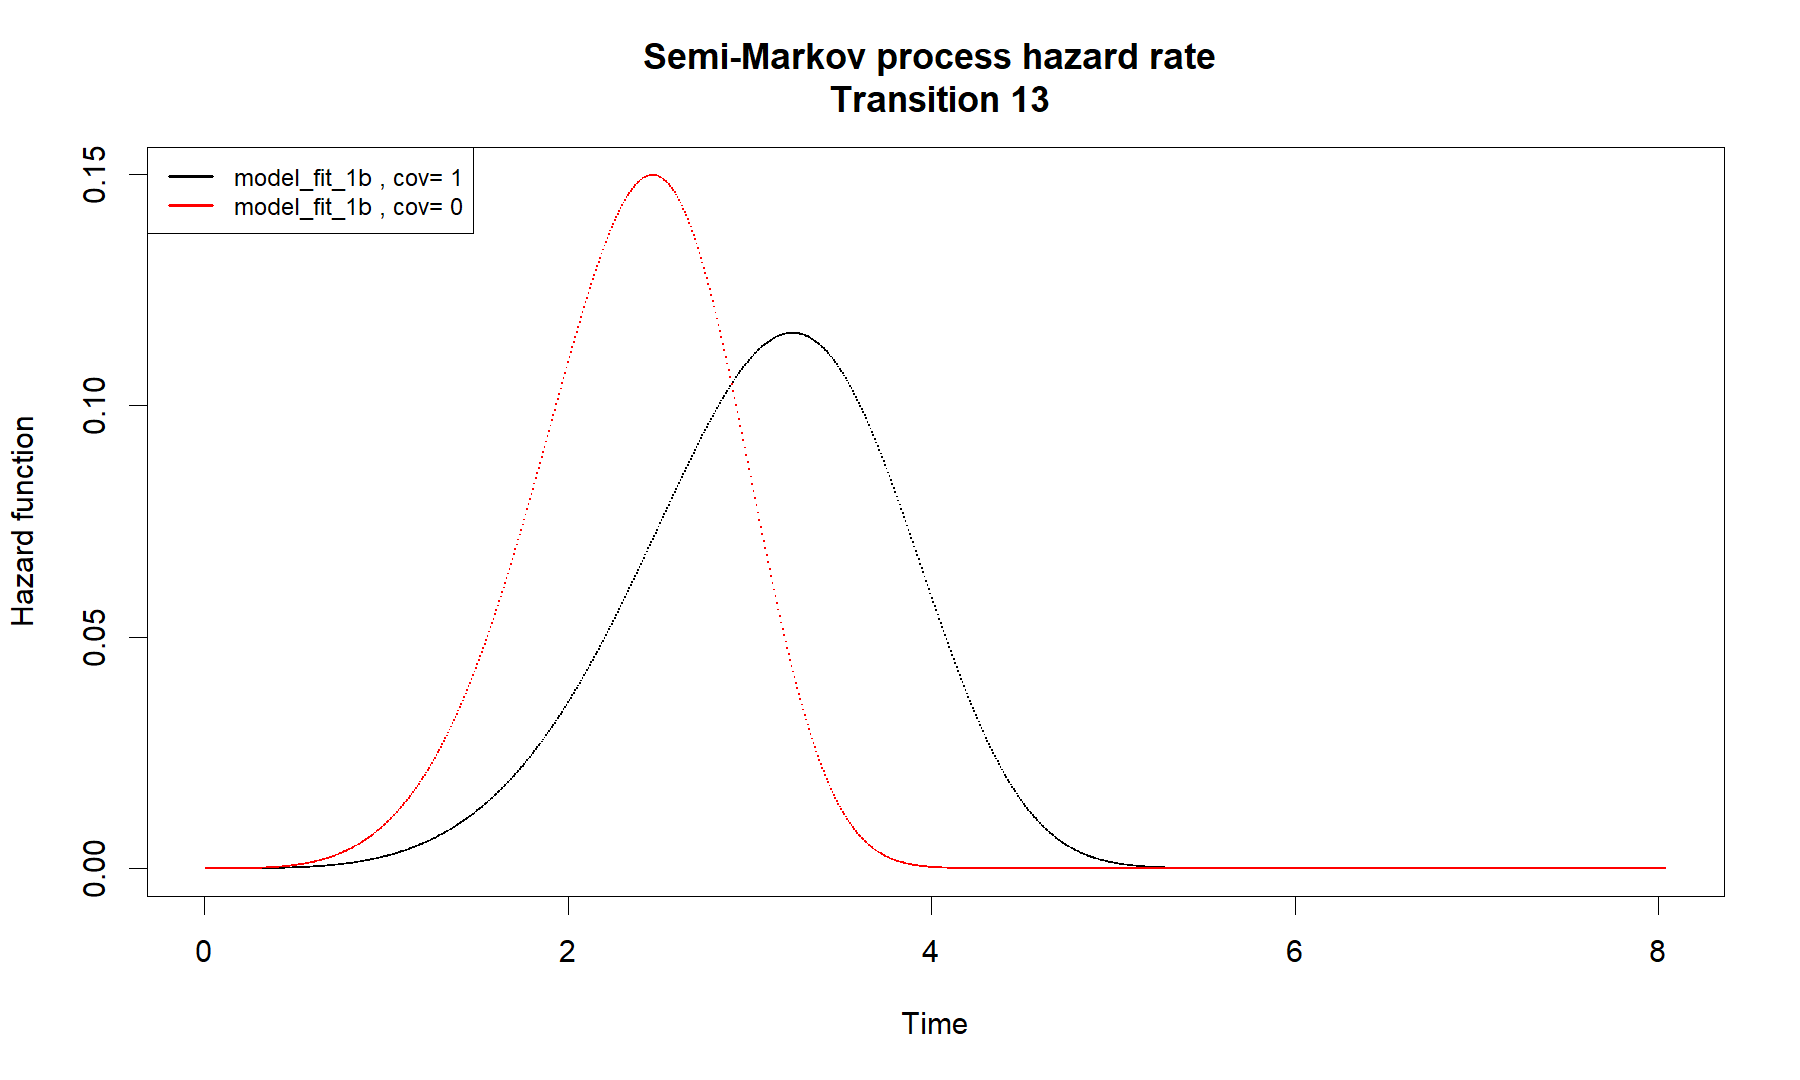 Semi-Markov process hazard rate
Transition 13
model_fit_1b , cov= 1
model_fit_1b , cov= 0
Hazard function
0.15
0.10
0.05
0.00
0 2 4 6 8
Time